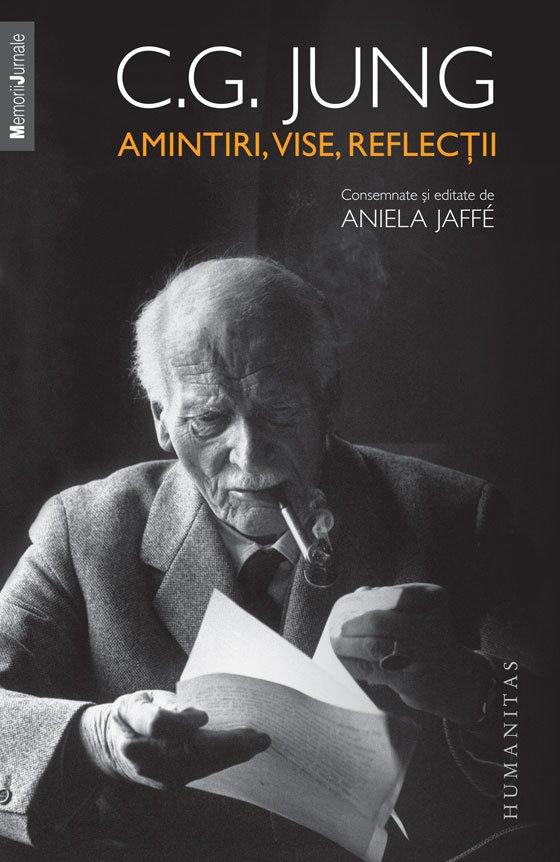 MemoriiJurnale
C.G. JUNG
AMINTIRI, VISE, REFLECȚII
Consemnate și editate de
ANIELA JAFFÉ
HUMANITAS